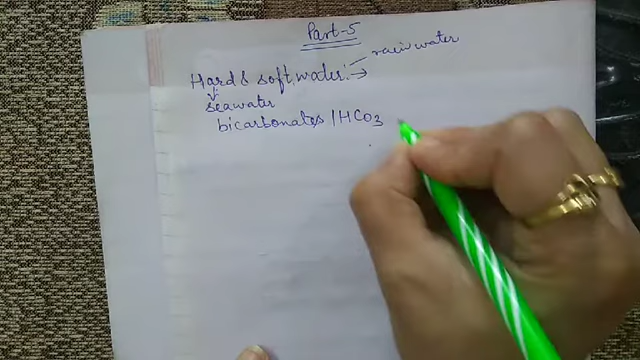 Part-5
rain water
Hard & soft water: →
seawater
bicarbonates / HCO3